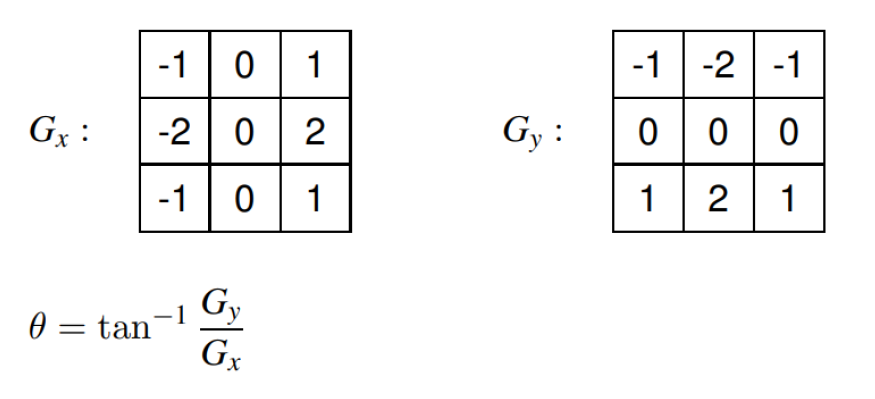 G_x : -1 0 1 G_y : -1 -2 -1
-2 0 2 0 0 0
-1 0 1 1 2 1
θ = tan⁻¹ G_y / G_x